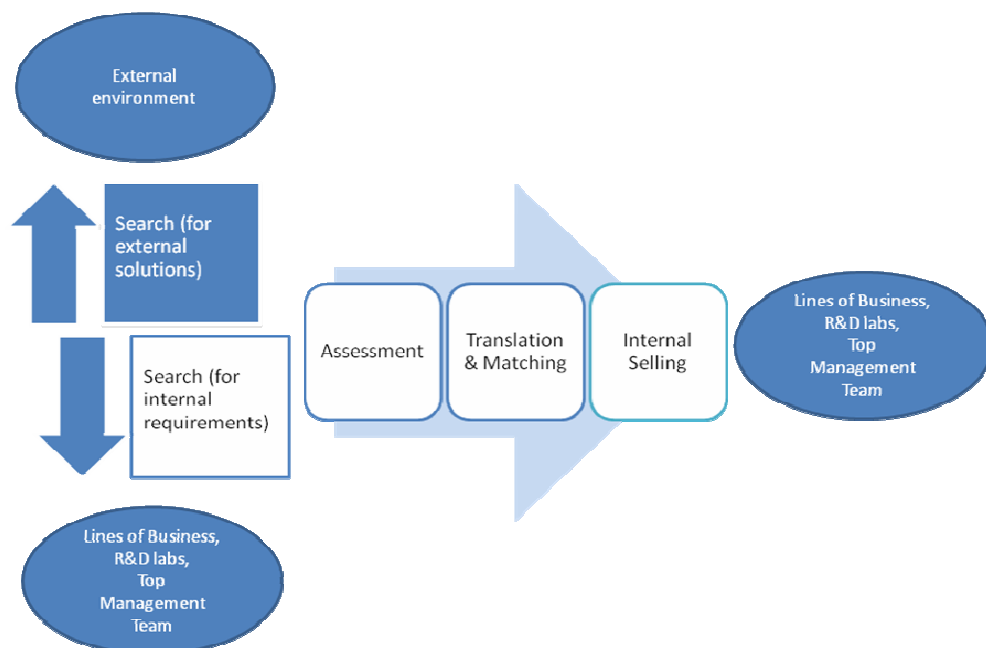 External
environment
Search (for
external
solutions)
Search (for
internal
requirements)
Lines of Business,
R&D labs,
Top
Management
Team
Assessment
Translation
& Matching
Internal
Selling
Lines of Business,
R&D labs,
Top
Management
Team